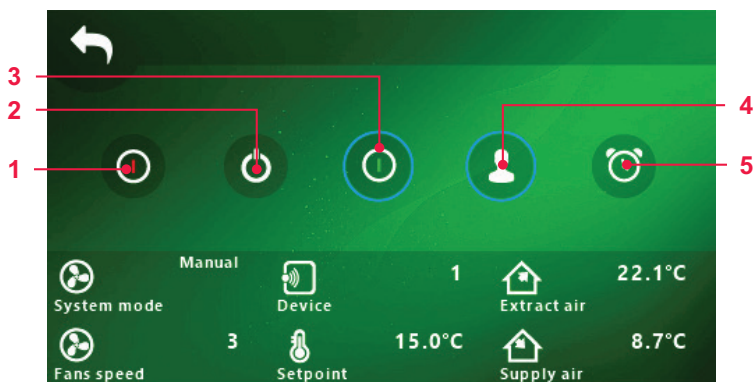 3
2
4
1
5
Manual
System mode
1
Device
22.1°C
Extract air
3
Fans speed
15.0°C
Setpoint
8.7°C
Supply air